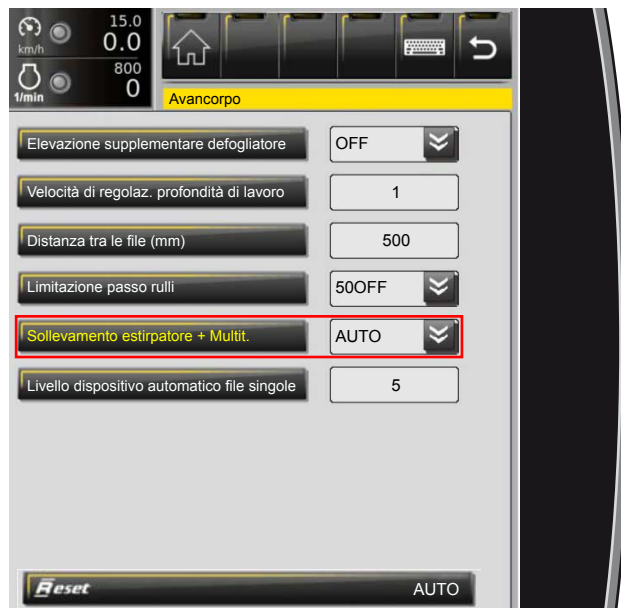 15.0
km/h 0.0
800
1/min 0
Avancorpo
Elevazione supplementare defogliatore OFF
Velocità di regolaz. profondità di lavoro 1
Distanza tra le file (mm) 500
Limitazione passo rulli 50OFF
Sollevamento estirpatore + Multit. AUTO
Livello dispositivo automatico file singole 5
Reset AUTO